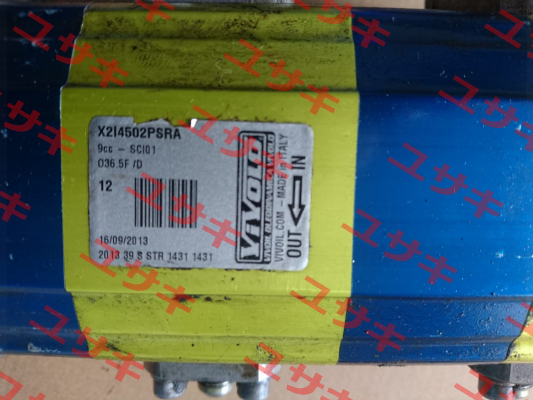 X2I4502PSRA
9cc - SCI01
O36.5F /D
12
16/09/2013
2013 39 S STR 1431 1431
VIVOLO
VIVOIL.COM - MADE IN ITALY
OUT
IN
ユサキ